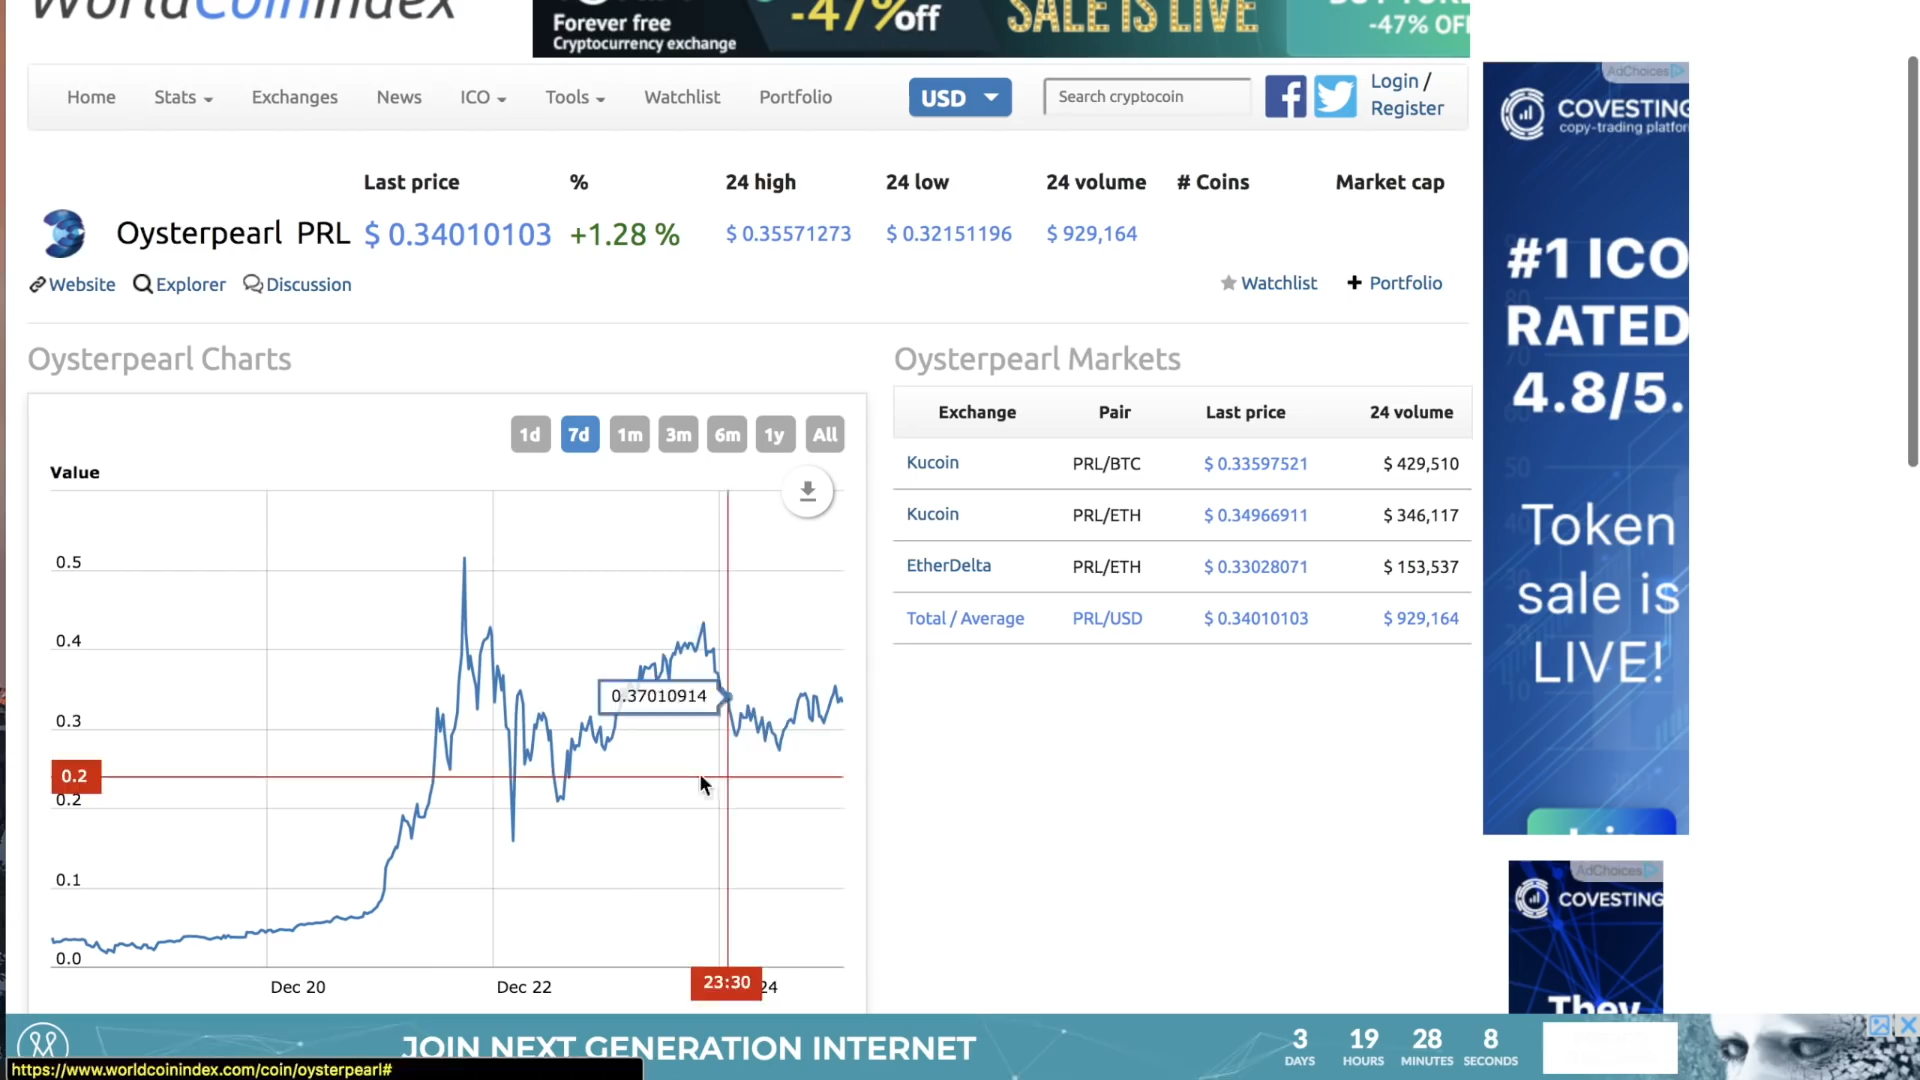 WorldCoinIndex
Forever free
Cryptocurrency exchange
-47% off
SALE IS LIVE
-47% OFF
Home Stats Exchanges News ICO Tools Watchlist Portfolio USD Search cryptocoin Login /
Register
Last price % 24 high 24 low 24 volume # Coins Market cap
Oysterpearl PRL $ 0.34010103 +1.28 % $ 0.35571273 $ 0.32151196 $ 929,164
Website Explorer Discussion Watchlist + Portfolio
Oysterpearl Charts
1d 7d 1m 3m 6m 1y All
Value
0.5
0.4
0.3
0.2
0.2
0.1
0.0
0.37010914
Dec 20 Dec 22 23:30 24
Oysterpearl Markets
Exchange Pair Last price 24 volume
Kucoin PRL/BTC $ 0.33597521 $ 429,510
Kucoin PRL/ETH $ 0.34966911 $ 346,117
EtherDelta PRL/ETH $ 0.33028071 $ 153,537
Total / Average PRL/USD $ 0.34010103 $ 929,164
AdChoices
COVESTING
copy-trading platfor
#1 ICO
RATED
4.8/5.
Token
sale is
LIVE!
AdChoices
COVESTING
They
JOIN NEXT GENERATION INTERNET
3 19 28 8
DAYS HOURS MINUTES SECONDS
https://www.worldcoinindex.com/coin/oysterpearl#